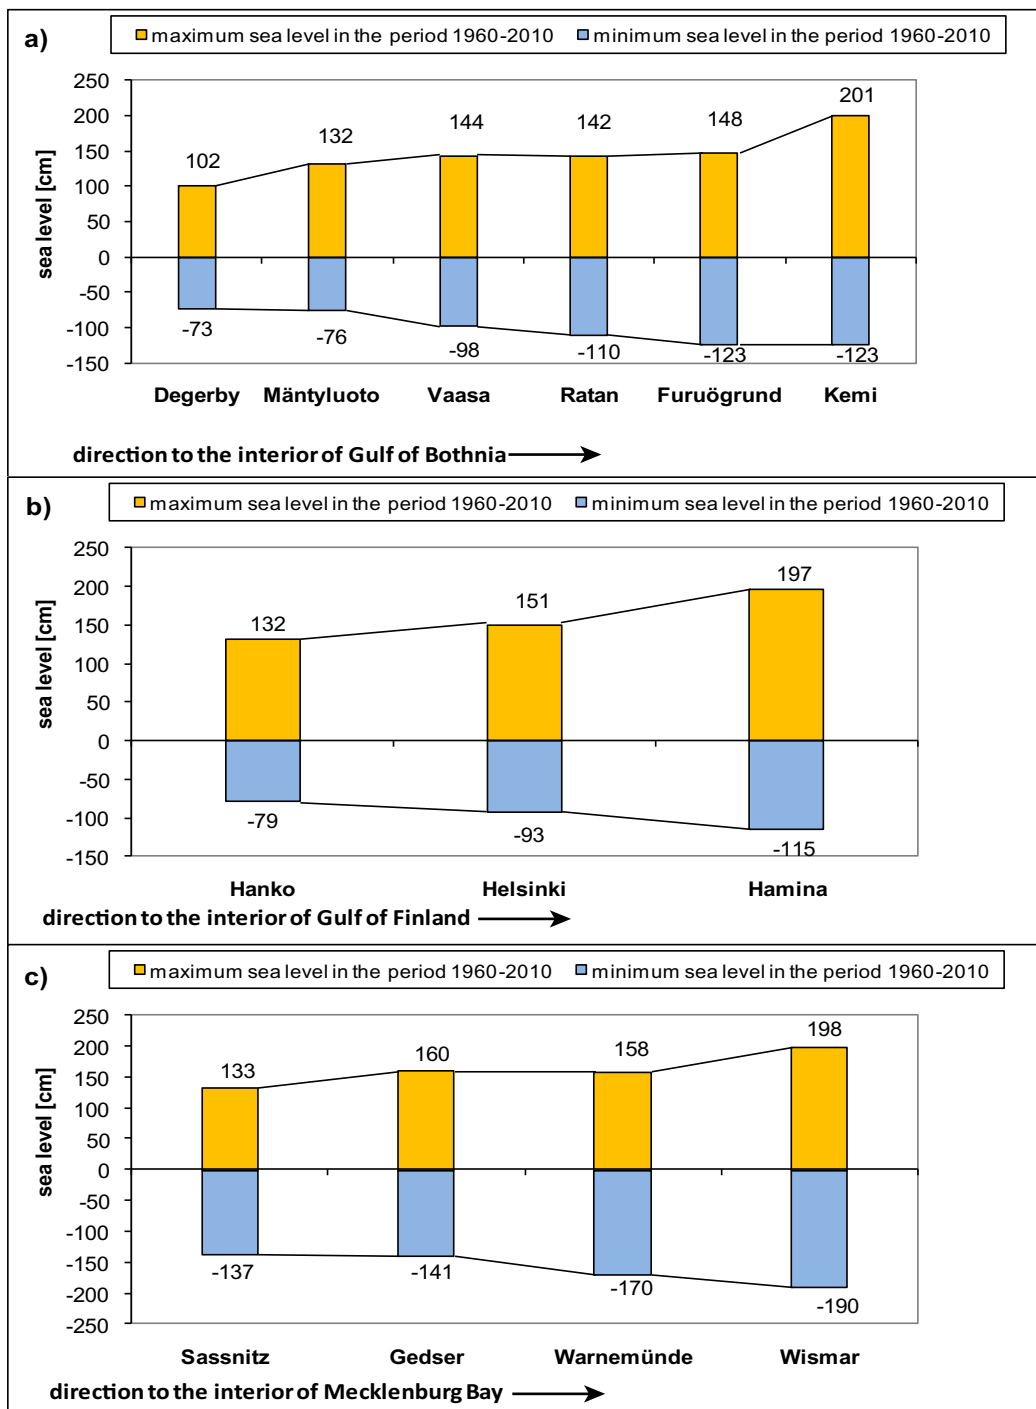 a)
maximum sea level in the period 1960-2010 minimum sea level in the period 1960-2010
sea level [cm]
250
200
150
100
50
0
-50
-100
-150
102 132 144 142 148 201
-73 -76 -98 -110 -123 -123
Degerby Mäntyluoto Vaasa Ratan Furuögrund Kemi
direction to the interior of Gulf of Bothnia
b)
maximum sea level in the period 1960-2010 minimum sea level in the period 1960-2010
sea level [cm]
250
200
150
100
50
0
-50
-100
-150
132 151 197
-79 -93 -115
Hanko Helsinki Hamina
direction to the interior of Gulf of Finland
c)
maximum sea level in the period 1960-2010 minimum sea level in the period 1960-2010
sea level [cm]
250
200
150
100
50
0
-50
-100
-150
-200
-250
133 160 158 198
-137 -141 -170 -190
Sassnitz Gedser Warnemünde Wismar
direction to the interior of Mecklenburg Bay